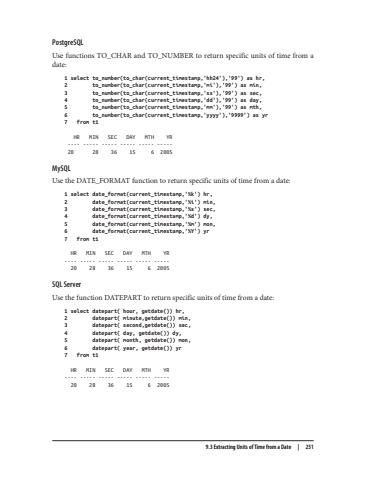 PostgreSQL
Use functions TO_CHAR and TO_NUMBER to return specific units of time from a
date:
1 select to_number(to_char(current_timestamp,'hh24'),'99') as hr,
2        to_number(to_char(current_timestamp,'mi'),'99') as min,
3        to_number(to_char(current_timestamp,'ss'),'99') as sec,
4        to_number(to_char(current_timestamp,'dd'),'99') as day,
5        to_number(to_char(current_timestamp,'mm'),'99') as mth,
6        to_number(to_char(current_timestamp,'yyyy'),'9999') as yr
7   from t1
HR   MIN   SEC   DAY   MTH    YR
---- ----- ----- ----- ----- -----
20    28    36    15     6  2005
MySQL
Use the DATE_FORMAT function to return specific units of time from a date:
1 select date_format(current_timestamp,'%k') hr,
2        date_format(current_timestamp,'%i') min,
3        date_format(current_timestamp,'%s') sec,
4        date_format(current_timestamp,'%d') dy,
5        date_format(current_timestamp,'%m') mon,
6        date_format(current_timestamp,'%Y') yr
7   from t1
HR   MIN   SEC   DAY   MTH    YR
---- ----- ----- ----- ----- -----
20    28    36    15     6  2005
SQL Server
Use the function DATEPART to return specific units of time from a date:
1 select datepart( hour, getdate()) hr,
2        datepart( minute,getdate()) min,
3        datepart( second,getdate()) sec,
4        datepart( day, getdate()) dy,
5        datepart( month, getdate()) mon,
6        datepart( year, getdate()) yr
7   from t1
HR   MIN   SEC   DAY   MTH    YR
---- ----- ----- ----- ----- -----
20    28    36    15     6  2005
9.3 Extracting Units of Time from a Date | 231